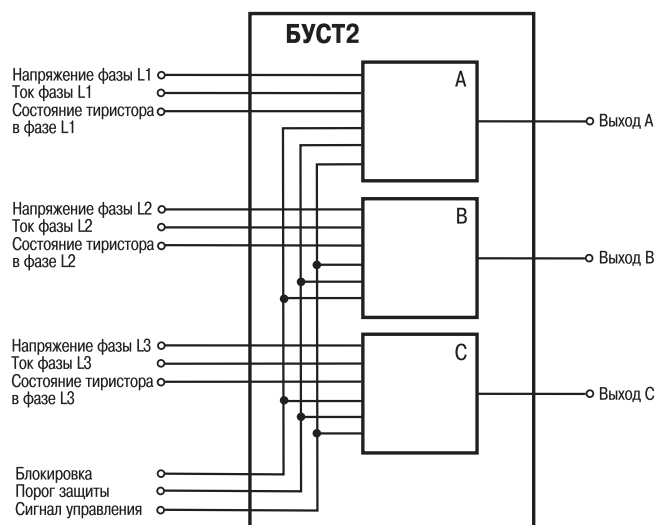 БУСТ2
Напряжение фазы L1
Ток фазы L1
Состояние тиристора
в фазе L1
A
Выход A
Напряжение фазы L2
Ток фазы L2
Состояние тиристора
в фазе L2
B
Выход B
Напряжение фазы L3
Ток фазы L3
Состояние тиристора
в фазе L3
C
Выход C
Блокировка
Порог защиты
Сигнал управления